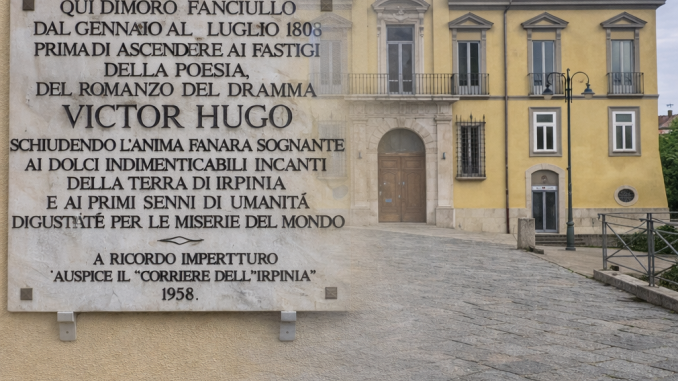 QUI DIMORÒ FANCIULLO
DAL GENNAIO AL LUGLIO 1808
PRIMA DI ASCENDERE AI FASTIGI
DELLA POESIA,
DEL ROMANZO DEL DRAMMA
VICTOR HUGO
SCHIUDENDO L'ANIMA FANARA SOGNANTE
AI DOLCI INDIMENTICABILI INCANTI
DELLA TERRA DI IRPINIA
E AI PRIMI SENNI DI UMANITÁ
DIGUSTATÉ PER LE MISERIE DEL MONDO
A RICORDO IMPERTTURO
'AUSPICE IL "CORRIERE DELL"IRPINIA"
1958.